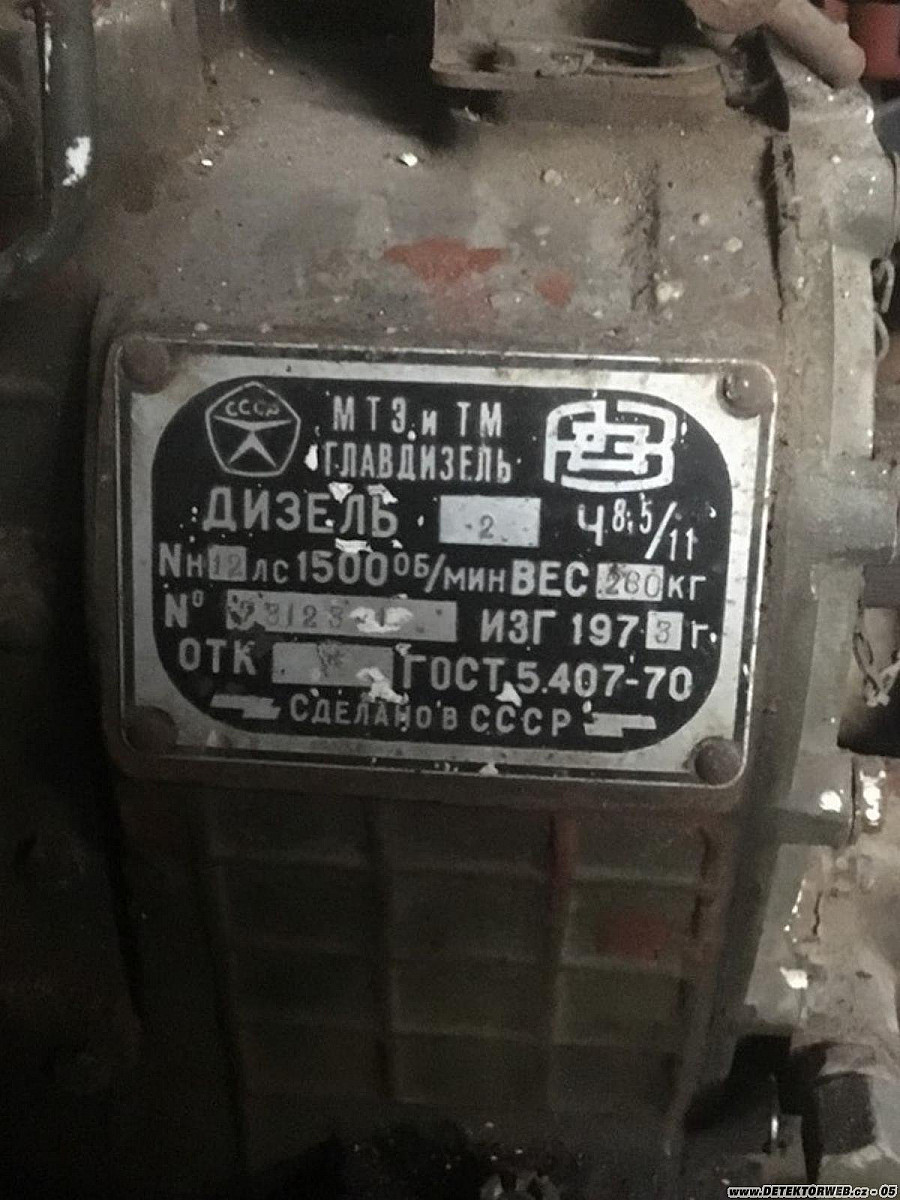 СССР
МТЭ и ТМ
ГЛАВДИЗЕЛЬ
ДИЗЕЛЬ 2 Ч 8,5/11
Nн 12 лс 1500 об/мин ВЕС 280 кг
№ ИЗГ 1973 г.
ОТК ГОСТ 5.407-70
СДЕЛАНО В СССР
www.DETEKTORWEB.cz - 05